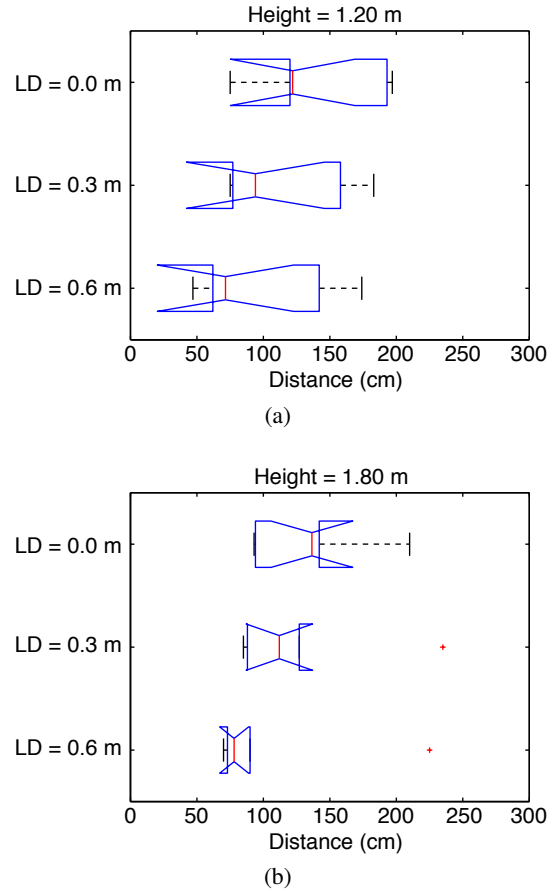 Height = 1.20 m
LD = 0.0 m
LD = 0.3 m
LD = 0.6 m
0 50 100 150 200 250 300
Distance (cm)
(a)
Height = 1.80 m
LD = 0.0 m
LD = 0.3 m
LD = 0.6 m
0 50 100 150 200 250 300
Distance (cm)
(b)